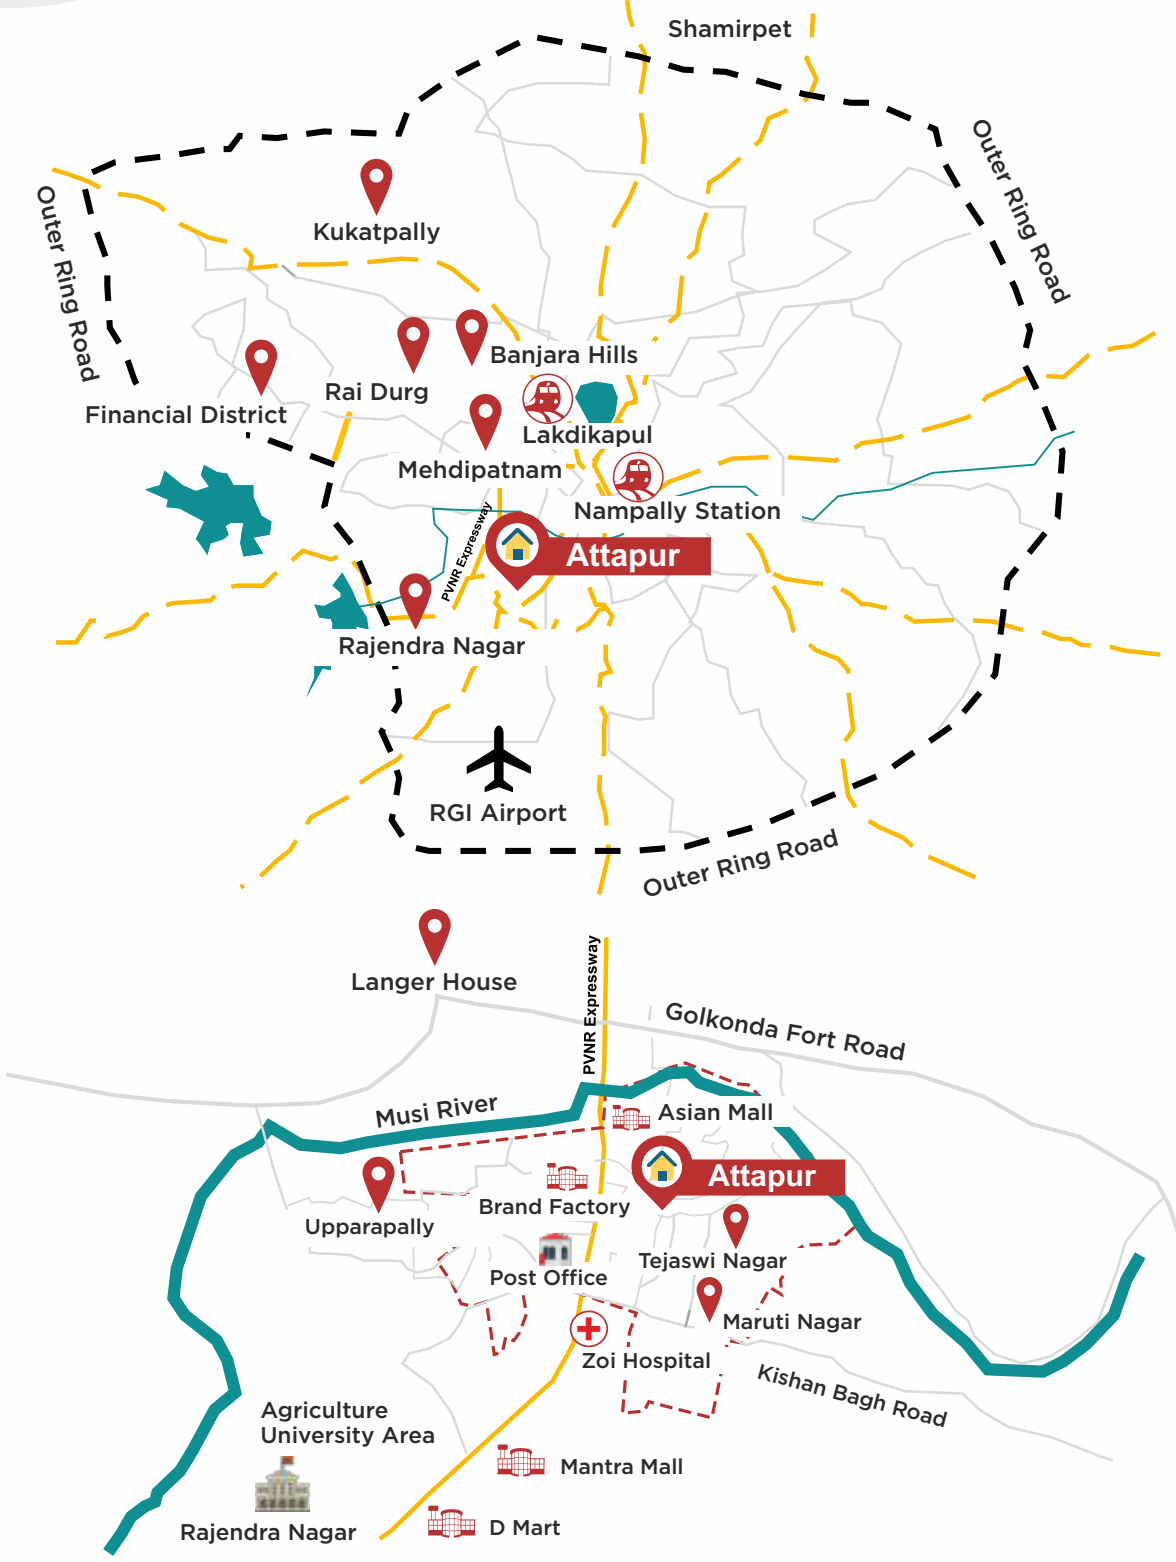 Shamirpet
Outer Ring Road
Outer Ring Road
Kukatpally
Banjara Hills
Rai Durg
Financial District
Lakdikapul
Mehdipatnam
Nampally Station
PVNR Expressway
Attapur
Rajendra Nagar
RGI Airport
Outer Ring Road
Langer House
PVNR Expressway
Golkonda Fort Road
Musi River
Asian Mall
Attapur
Brand Factory
Upparapally
Tejaswi Nagar
Post Office
Maruti Nagar
Zoi Hospital
Kishan Bagh Road
Agriculture
University Area
Mantra Mall
Rajendra Nagar
D Mart